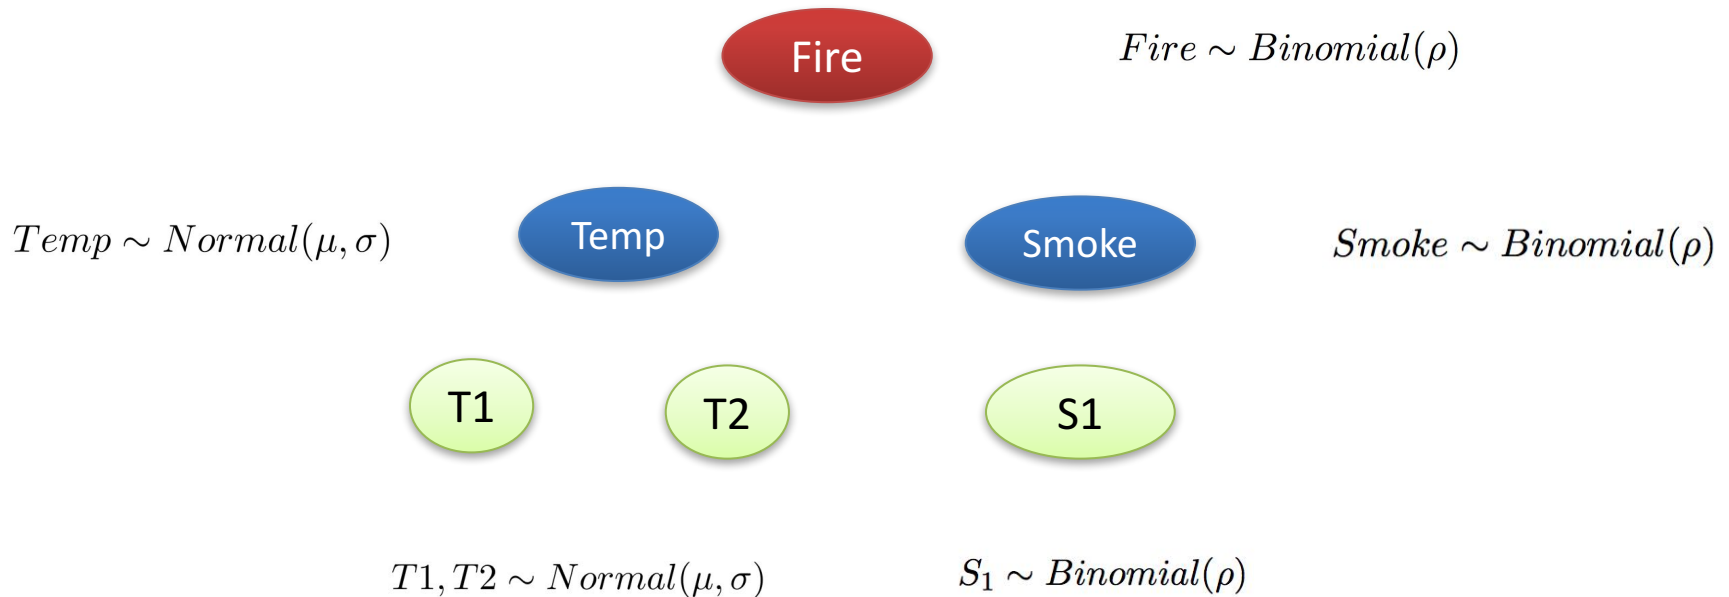 Fire
Fire ∼ Binomial(ρ)
Temp ∼ Normal(μ, σ)
Temp
Smoke
Smoke ∼ Binomial(ρ)
T1
T2
S1
T1, T2 ∼ Normal(μ, σ)
S₁ ∼ Binomial(ρ)